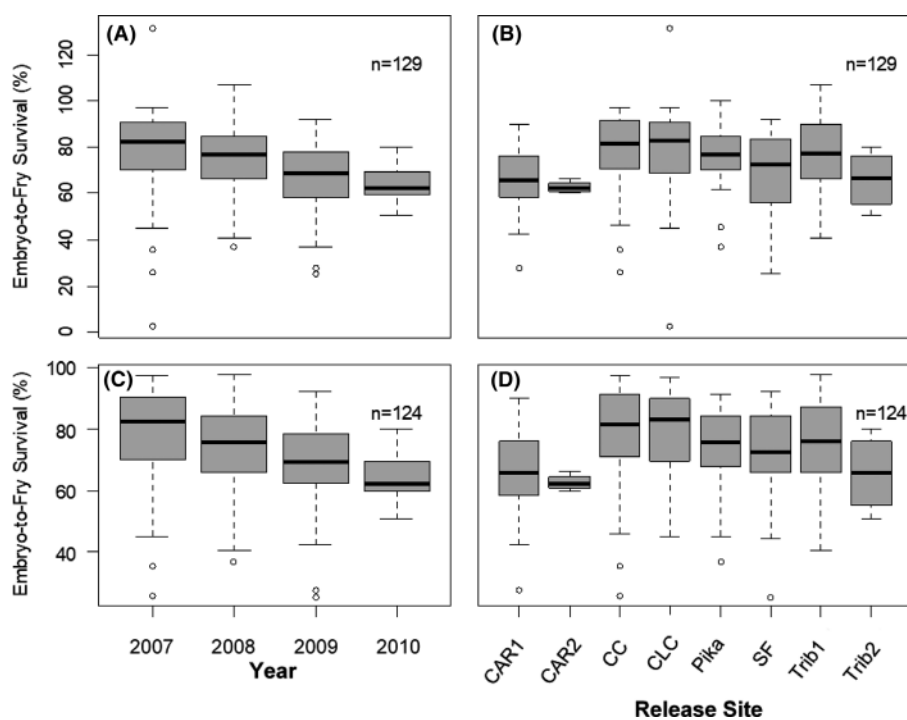 (A)
n=129
Embryo-to-Fry Survival (%)
0
20
40
60
80
100
120
(B)
n=129
(C)
n=124
Embryo-to-Fry Survival (%)
40
60
80
100
2007
2008
2009
2010
Year
(D)
n=124
CAR1
CAR2
CC
CLC
Pika
SF
Trib1
Trib2
Release Site